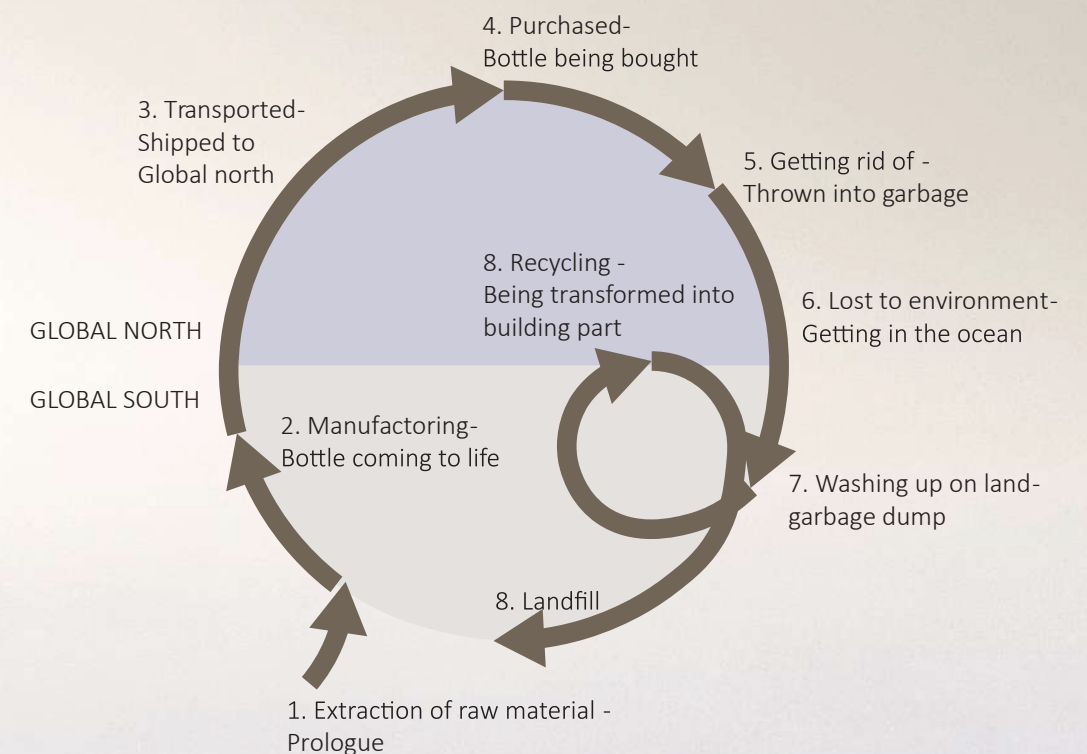 4. Purchased-
Bottle being bought
3. Transported-
Shipped to
Global north
5. Getting rid of -
Thrown into garbage
8. Recycling -
Being transformed into
building part
6. Lost to environment-
Getting in the ocean
GLOBAL NORTH
GLOBAL SOUTH
2. Manufactoring-
Bottle coming to life
7. Washing up on land-
garbage dump
8. Landfill
1. Extraction of raw material -
Prologue